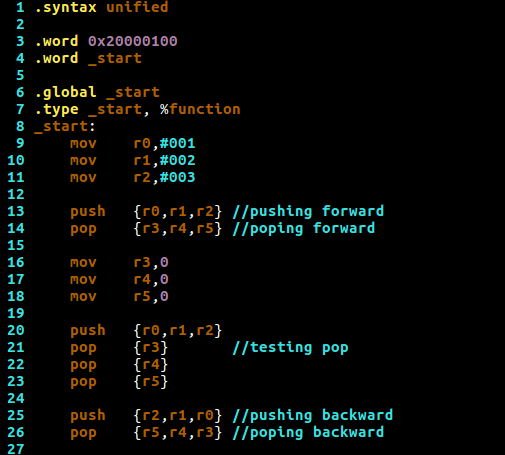 1 .syntax unified
2
3 .word 0x20000100
4 .word _start
5
6 .global _start
7 .type _start, %function
8 _start:
9 mov r0,#001
10 mov r1,#002
11 mov r2,#003
12
13 push {r0,r1,r2} //pushing forward
14 pop {r3,r4,r5} //poping forward
15
16 mov r3,0
17 mov r4,0
18 mov r5,0
19
20 push {r0,r1,r2}
21 pop {r3} //testing pop
22 pop {r4}
23 pop {r5}
24
25 push {r2,r1,r0} //pushing backward
26 pop {r5,r4,r3} //poping backward
27